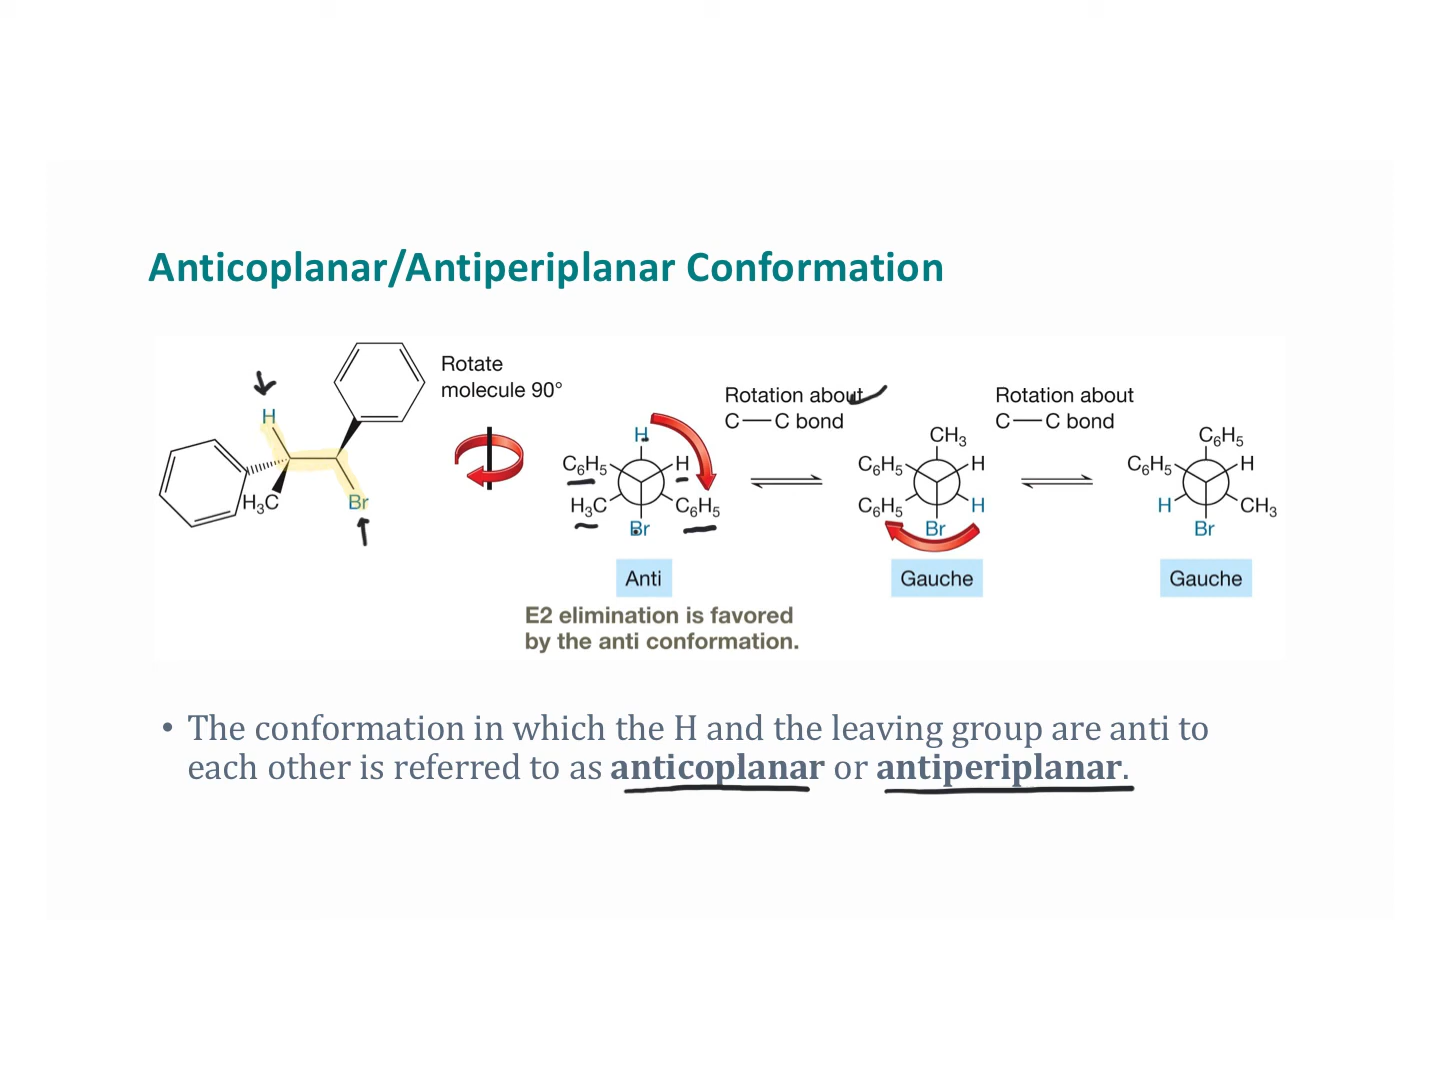 Anticoplanar/Antiperiplanar Conformation
H
H₃C
Br
Rotate
molecule 90°
H
C₆H₅
H
H₃C
C₆H₅
Br
Anti
E2 elimination is favored
by the anti conformation.
Rotation about
C—C bond
CH₃
C₆H₅
H
C₆H₅
H
Br
Gauche
Rotation about
C—C bond
C₆H₅
C₆H₅
H
H
CH₃
Br
Gauche
• The conformation in which the H and the leaving group are anti to
each other is referred to as anticoplanar or antiperiplanar.